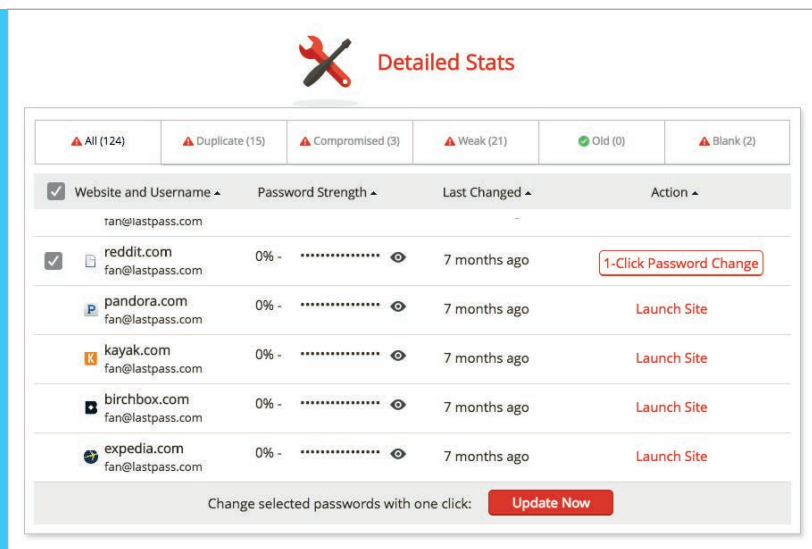 Detailed Stats
All (124) Duplicate (15) Compromised (3) Weak (21) Old (0) Blank (2)
Website and Username Password Strength Last Changed Action
fan@lastpass.com
reddit.com 0% - •••••••••••••••• 7 months ago 1-Click Password Change
fan@lastpass.com
P pandora.com 0% - •••••••••••••••• 7 months ago Launch Site
fan@lastpass.com
K kayak.com 0% - •••••••••••••••• 7 months ago Launch Site
fan@lastpass.com
birchbox.com 0% - •••••••••••••••• 7 months ago Launch Site
fan@lastpass.com
expedia.com 0% - •••••••••••••••• 7 months ago Launch Site
fan@lastpass.com
Change selected passwords with one click: Update Now